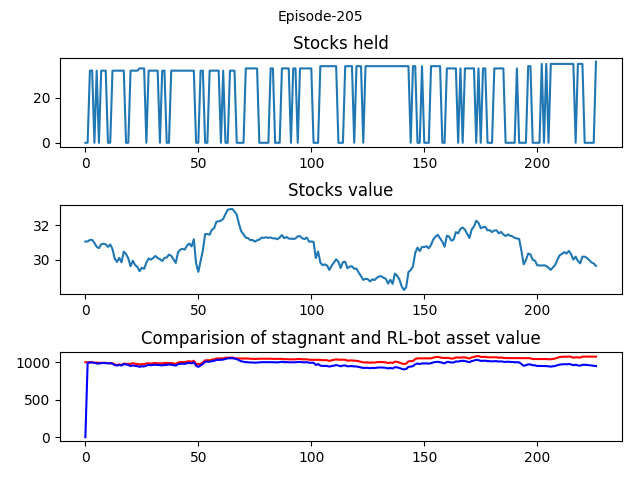 Episode-205
Stocks held
20
0
0 50 100 150 200
Stocks value
32
30
0 50 100 150 200
Comparision of stagnant and RL-bot asset value
1000
500
0
0 50 100 150 200